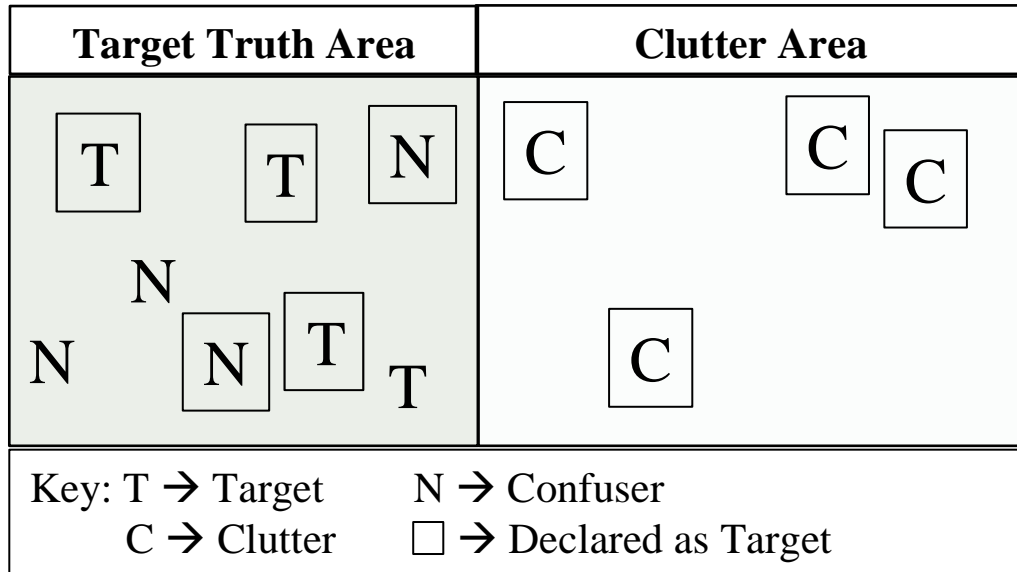 Target Truth Area
Clutter Area
T T N C C C
N
N N T T C
Key: T → Target N → Confuser
C → Clutter □ → Declared as Target